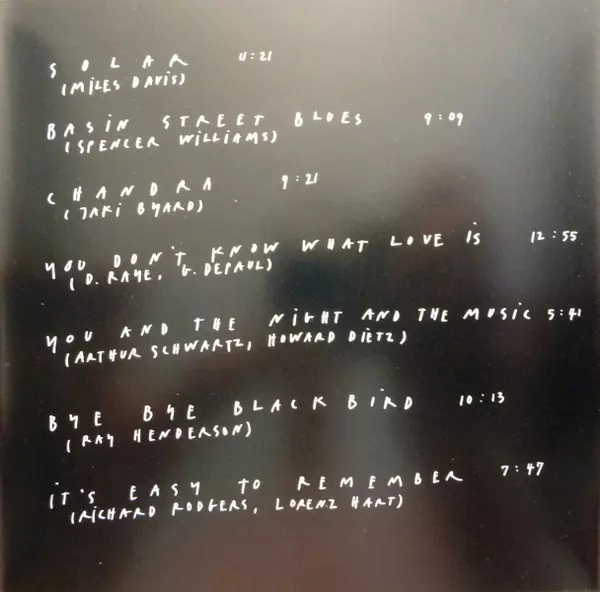 SOLAR 4:21
(MILES DAVIS)
BASIN STREET BLUES 9:09
(SPENCER WILLIAMS)
CHANDRA 9:21
(JAKI BYARD)
YOU DON'T KNOW WHAT LOVE IS 12:55
(D. RAYE, G. DEPAUL)
YOU AND THE NIGHT AND THE MUSIC 5:41
(ARTHUR SCHWARTZ, HOWARD DIETZ)
BYE BYE BLACKBIRD 10:13
(RAY HENDERSON)
IT'S EASY TO REMEMBER 7:47
(RICHARD RODGERS, LORENZ HART)